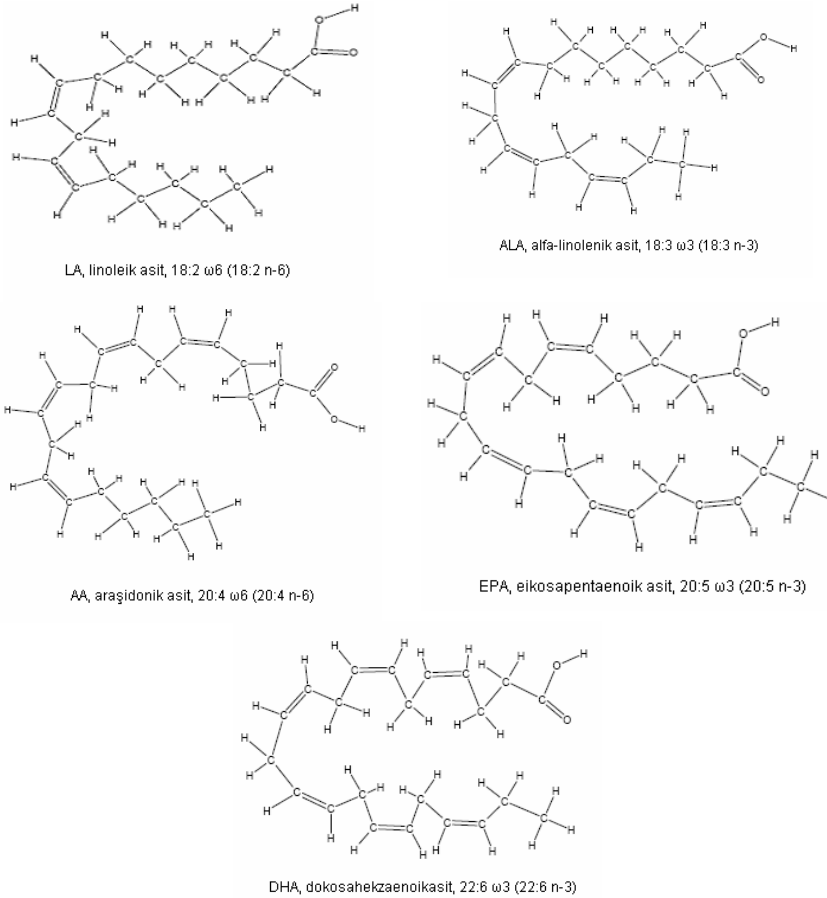 LA, linoleik asit, 18:2 ω6 (18:2 n-6)
ALA, alfa-linolenik asit, 18:3 ω3 (18:3 n-3)
AA, araşidonik asit, 20:4 ω6 (20:4 n-6)
EPA, eikosapentaenoik asit, 20:5 ω3 (20:5 n-3)
DHA, dokosahekzaenoikasit, 22:6 ω3 (22:6 n-3)